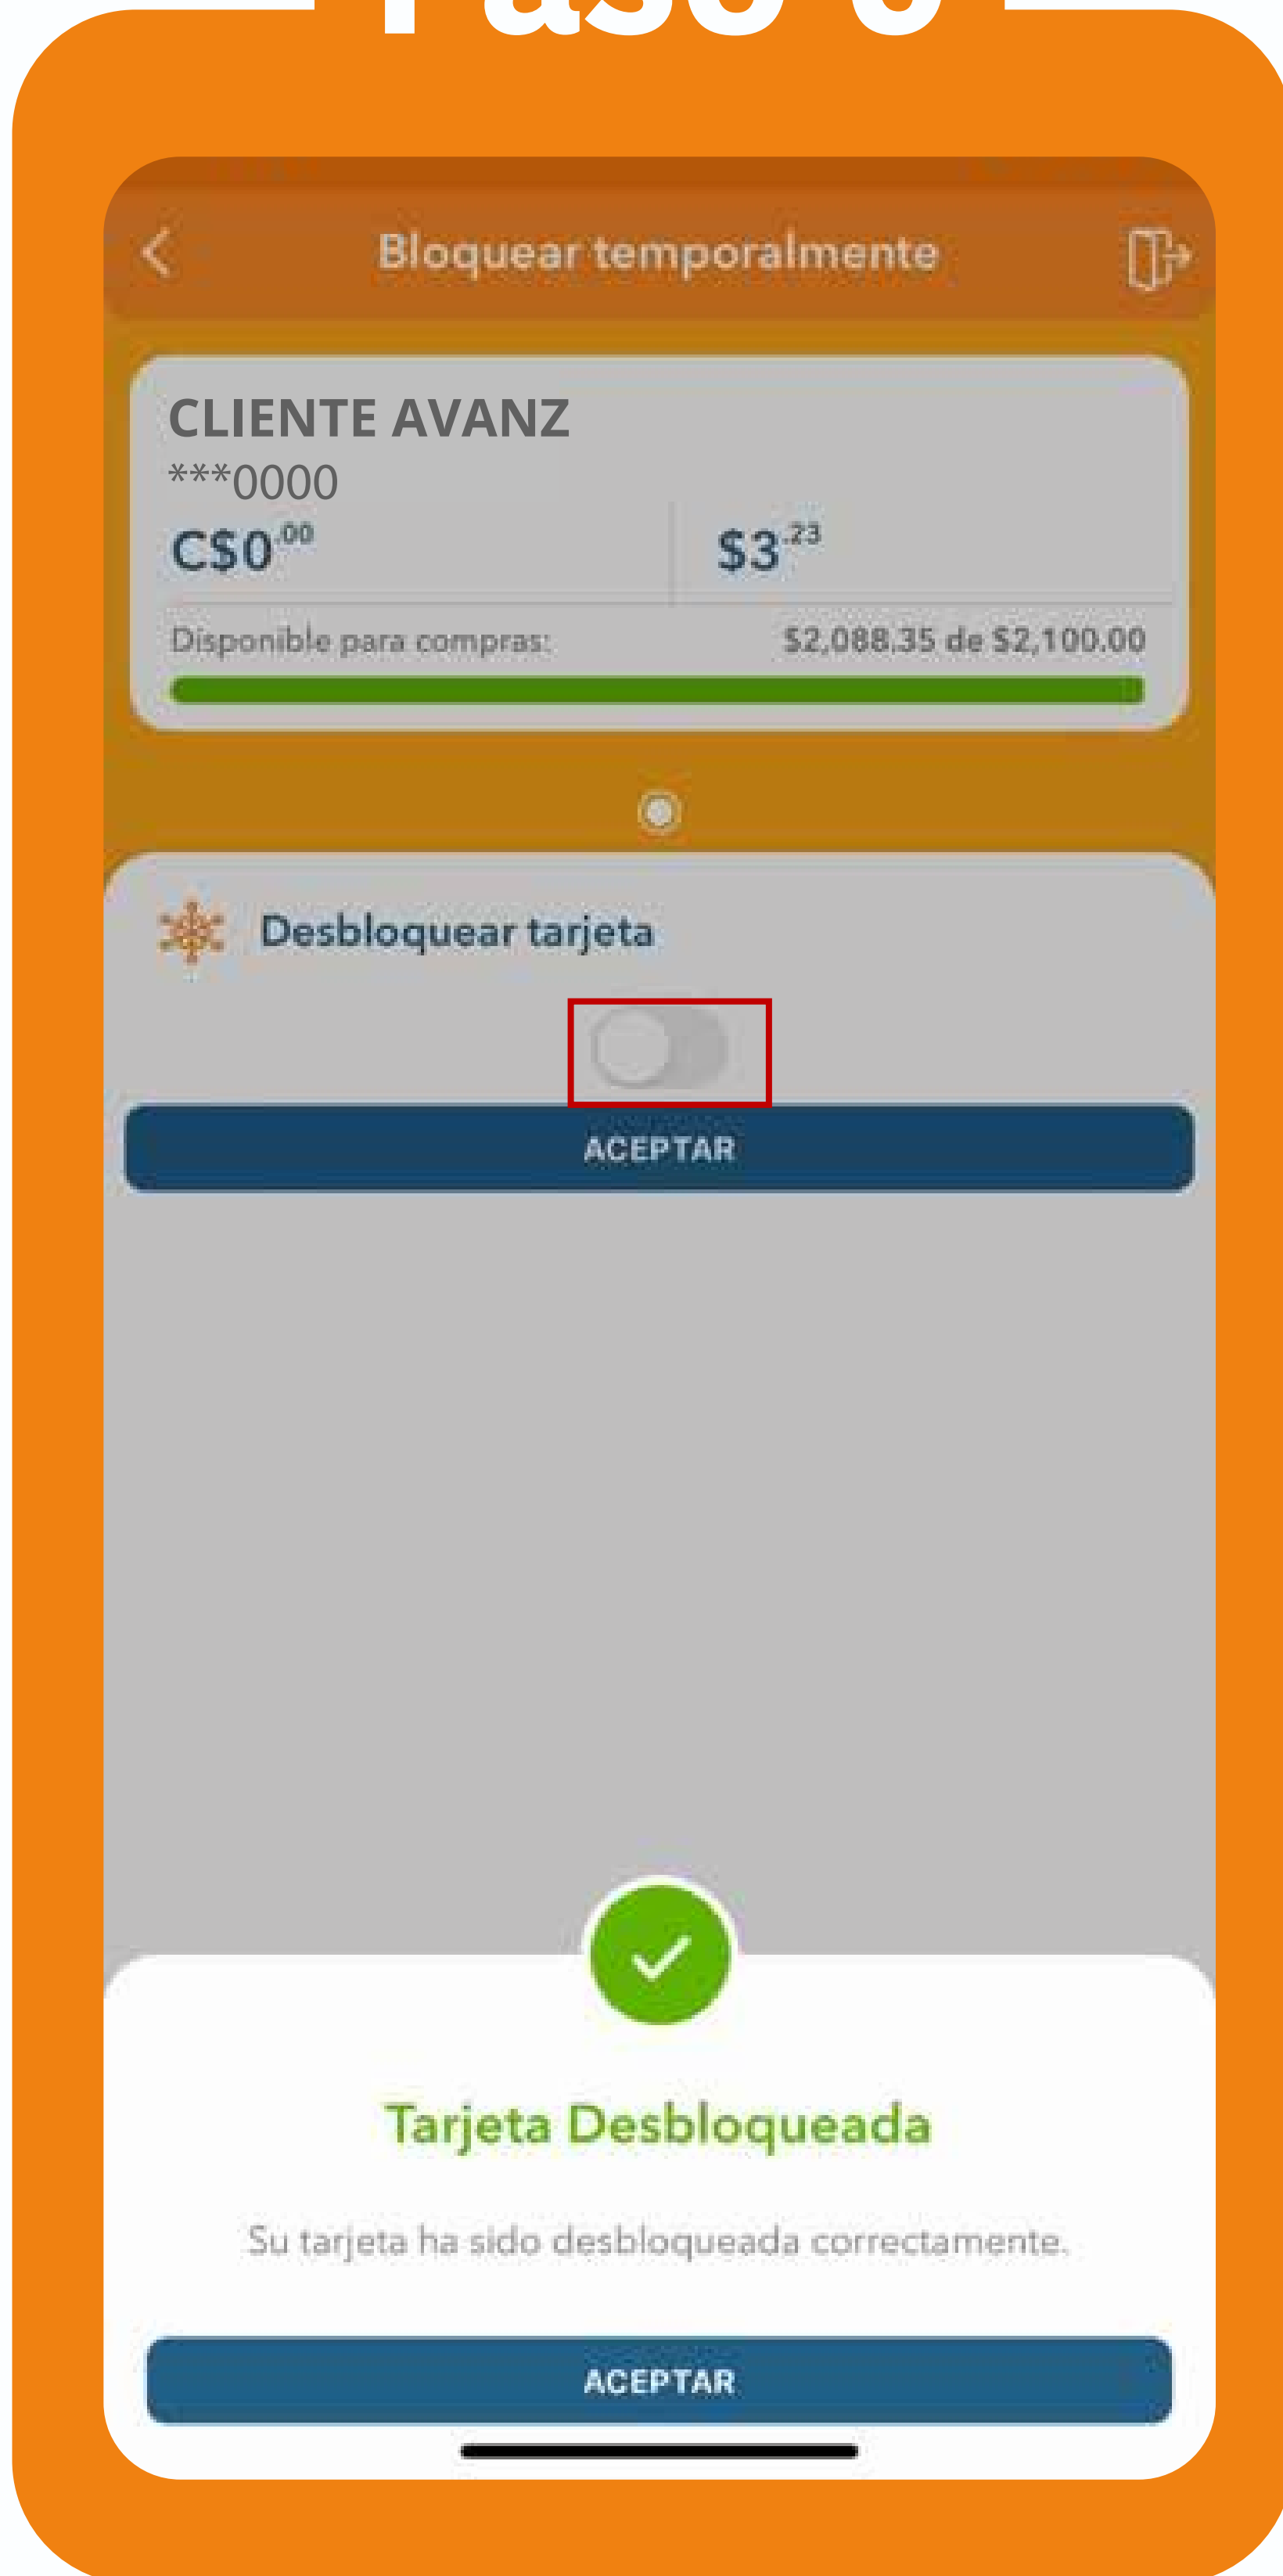 Paso
Bloquear temporalmente
CLIENTE AVANZ
***0000
C$0.00 $3.23
Disponible para compras: $2,088.35 de $2,100.00
Desbloquear tarjeta
ACEPTAR
Tarjeta Desbloqueada
Su tarjeta ha sido desbloqueada correctamente.
ACEPTAR